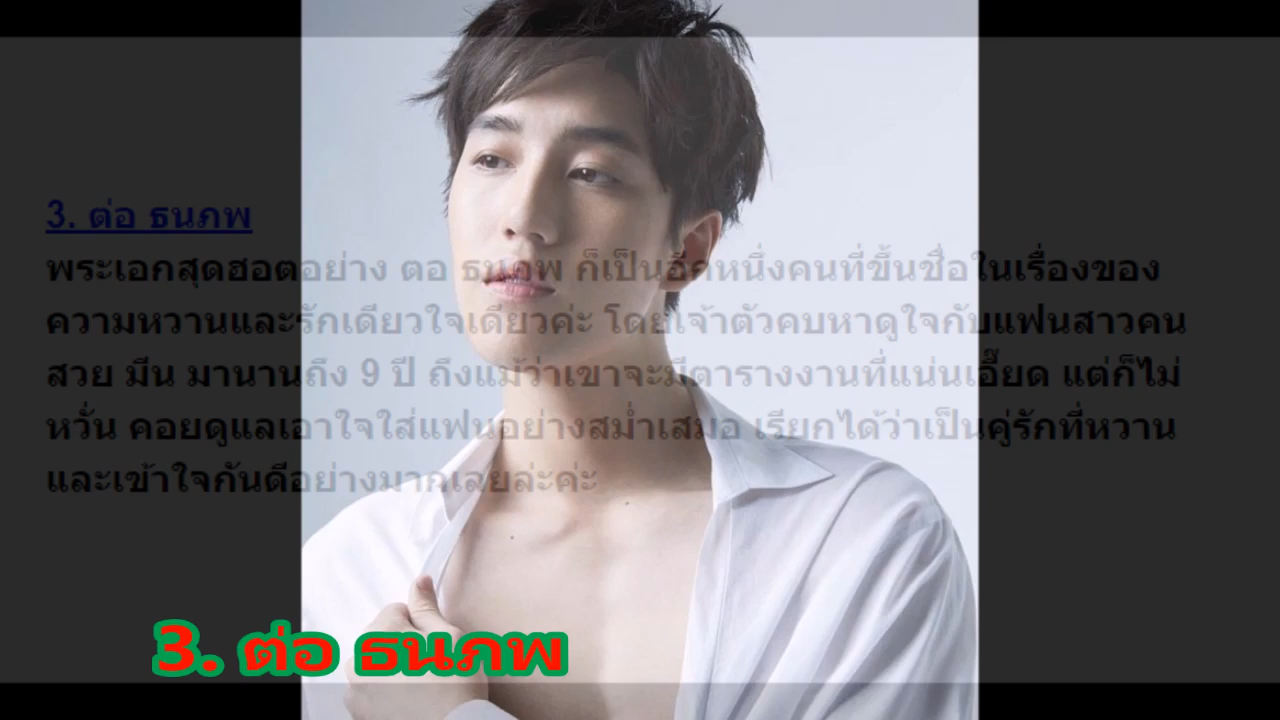 3. ต่อ ธนภพ
พระเอกสุดฮอตอย่าง ตอ ธนภพ ก็เป็นอีกหนึ่งคนที่ขึ้นชื่อในเรื่องของ
ความหวานและรักเดียวใจเดียวค่ะ โดยเจ้าตัวคบหาดูใจกับแฟนสาวคน
สวย มีน มานานถึง 9 ปี ถึงแม้ว่าเขาจะมีตารางงานที่แน่นเอี๊ยด แต่ก็ไม่
หวั่น คอยดูแลเอาใจใส่แฟนอย่างสม่ำเสมอ เรียกได้ว่าเป็นคู่รักที่หวาน
และเข้าใจกันดีอย่างมากเลยล่ะค่ะ
3. ต่อ ธนภพ